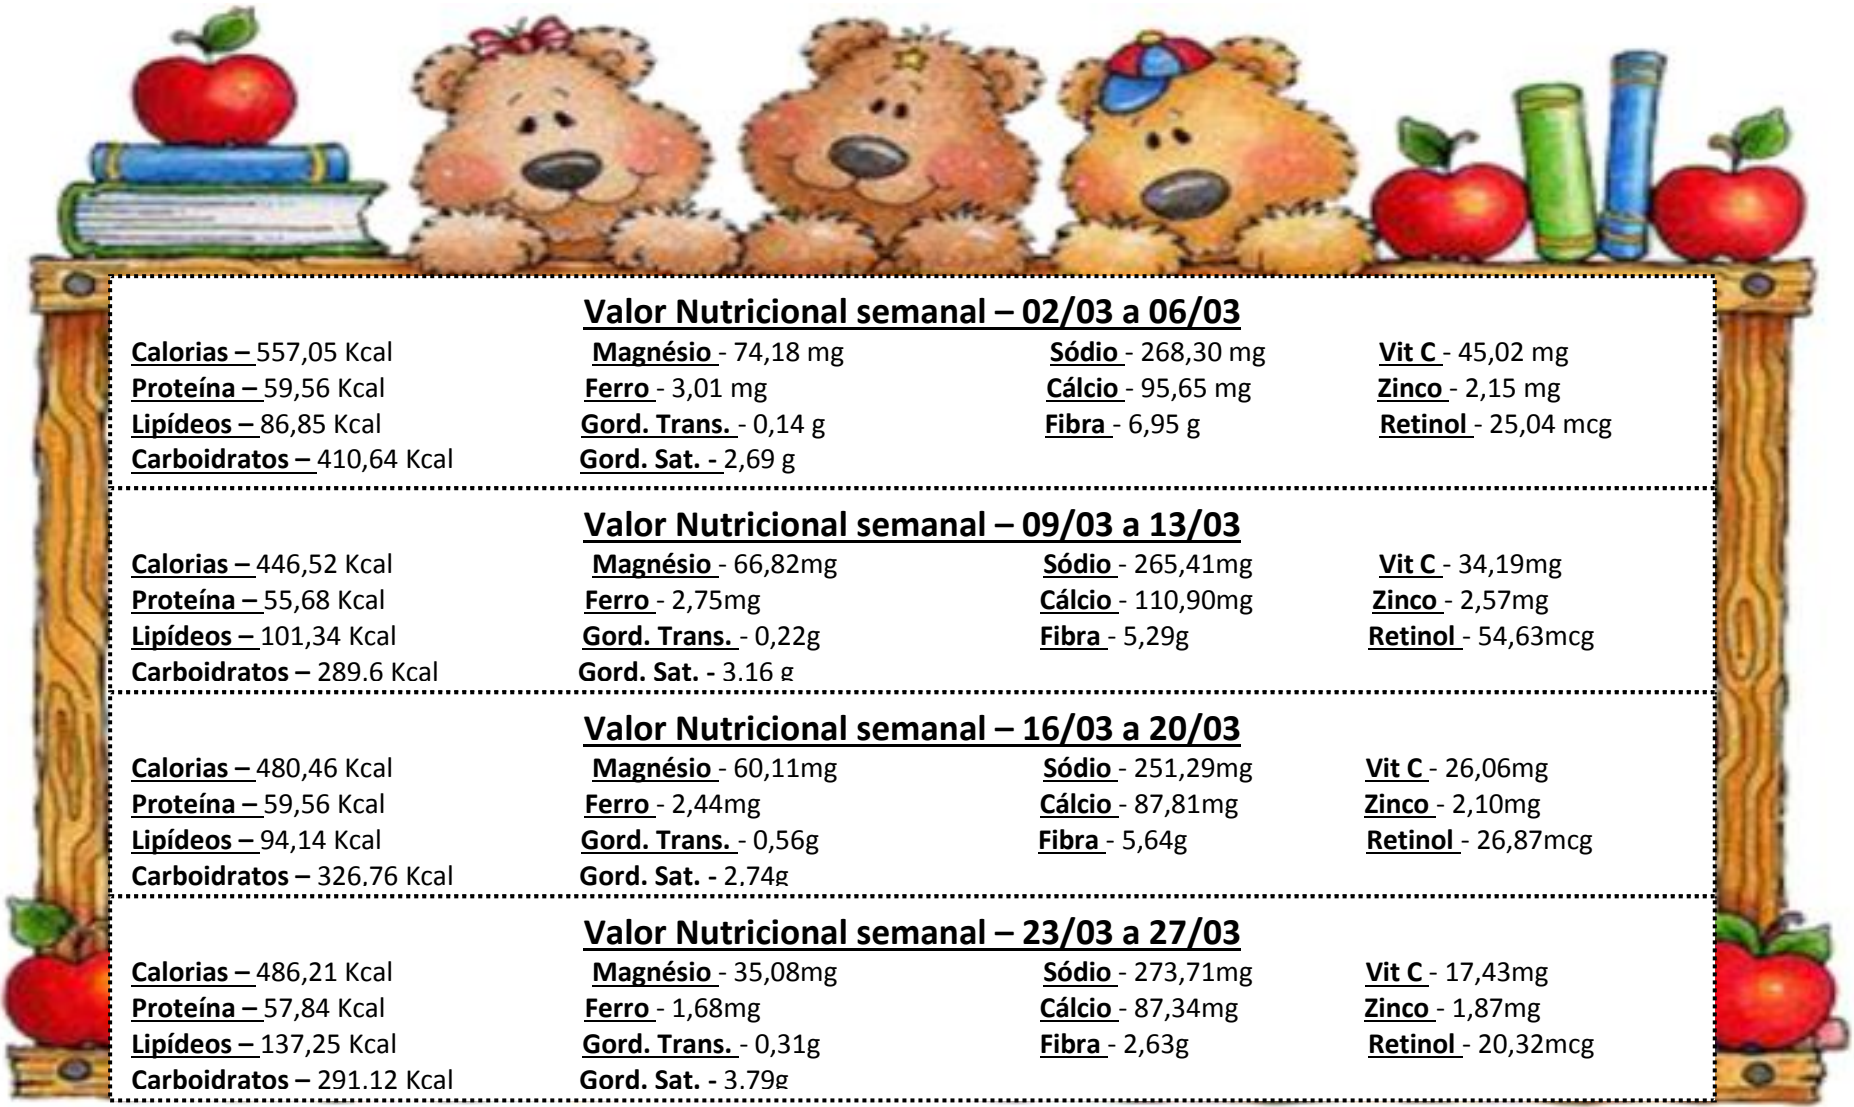 Valor Nutricional semanal – 02/03 a 06/03
Calorias – 557,05 Kcal Magnésio - 74,18 mg Sódio - 268,30 mg Vit C - 45,02 mg
Proteína – 59,56 Kcal Ferro - 3,01 mg Cálcio - 95,65 mg Zinco - 2,15 mg
Lipídeos – 86,85 Kcal Gord. Trans. - 0,14 g Fibra - 6,95 g Retinol - 25,04 mcg
Carboidratos – 410,64 Kcal Gord. Sat. - 2,69 g
Valor Nutricional semanal – 09/03 a 13/03
Calorias – 446,52 Kcal Magnésio - 66,82mg Sódio - 265,41mg Vit C - 34,19mg
Proteína – 55,68 Kcal Ferro - 2,75mg Cálcio - 110,90mg Zinco - 2,57mg
Lipídeos – 101,34 Kcal Gord. Trans. - 0,22g Fibra - 5,29g Retinol - 54,63mcg
Carboidratos – 289,6 Kcal Gord. Sat. - 3,16 g
Valor Nutricional semanal – 16/03 a 20/03
Calorias – 480,46 Kcal Magnésio - 60,11mg Sódio - 251,29mg Vit C - 26,06mg
Proteína – 59,56 Kcal Ferro - 2,44mg Cálcio - 87,81mg Zinco - 2,10mg
Lipídeos – 94,14 Kcal Gord. Trans. - 0,56g Fibra - 5,64g Retinol - 26,87mcg
Carboidratos – 326,76 Kcal Gord. Sat. - 2,74g
Valor Nutricional semanal – 23/03 a 27/03
Calorias – 486,21 Kcal Magnésio - 35,08mg Sódio - 273,71mg Vit C - 17,43mg
Proteína – 57,84 Kcal Ferro - 1,68mg Cálcio - 87,34mg Zinco - 1,87mg
Lipídeos – 137,25 Kcal Gord. Trans. - 0,31g Fibra - 2,63g Retinol - 20,32mcg
Carboidratos – 291,12 Kcal Gord. Sat. - 3,79g